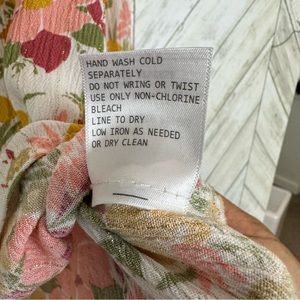 HAND WASH COLD
SEPARATELY
DO NOT WRING OR TWIST
USE ONLY NON-CHLORINE
BLEACH
LINE TO DRY
LOW IRON AS NEEDED
OR DRY CLEAN